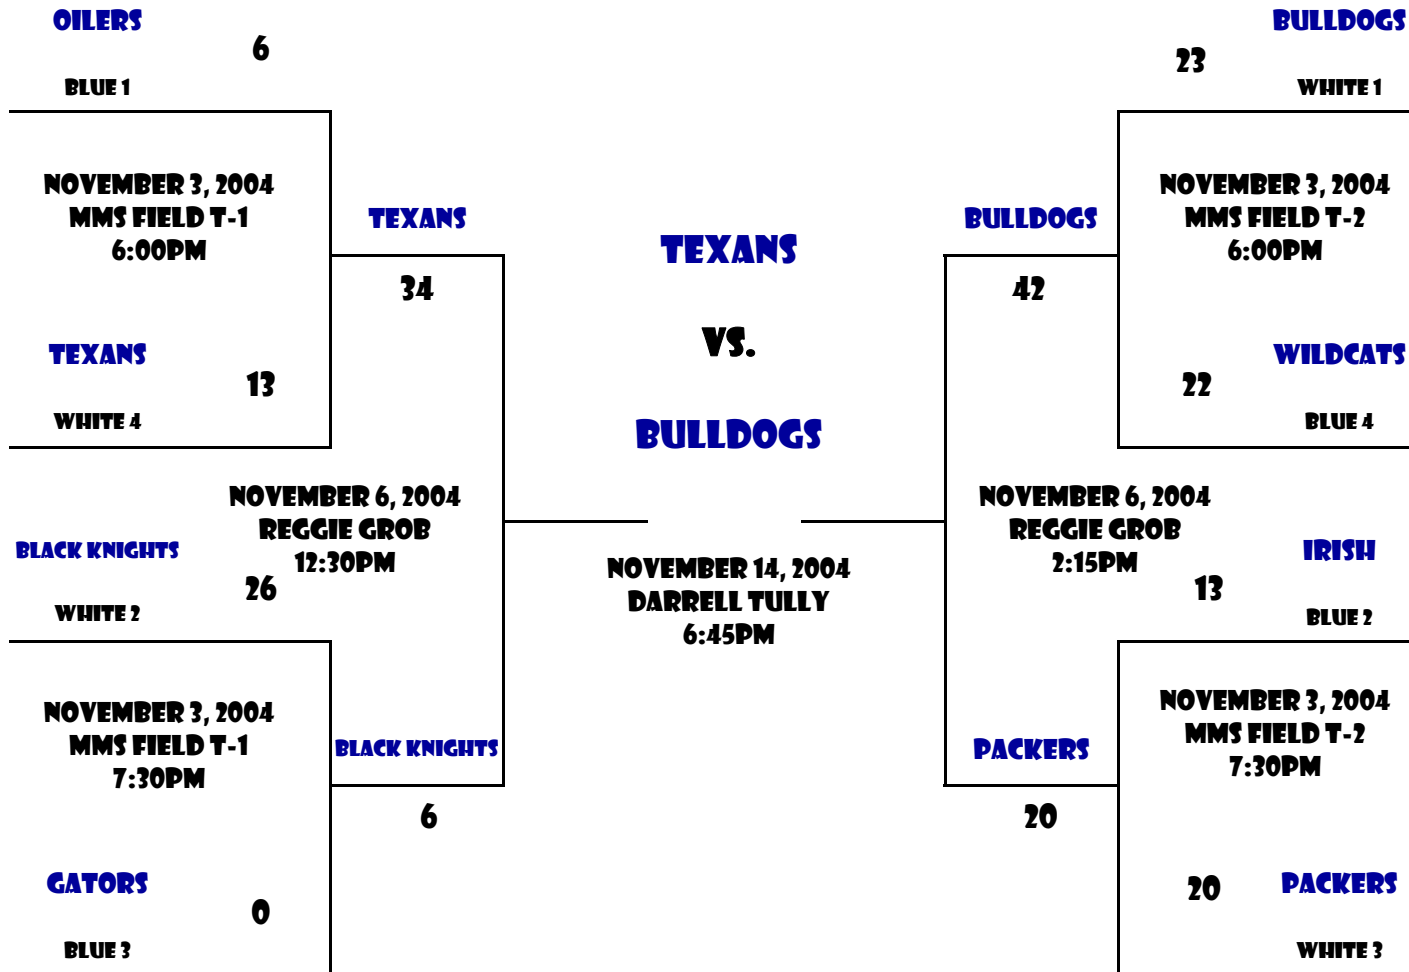 OILERS
6
BLUE 1
NOVEMBER 3, 2004
MMS FIELD T-1
6:00PM
TEXANS
13
WHITE 4
BLACK KNIGHTS
26
WHITE 2
NOVEMBER 3, 2004
MMS FIELD T-1
7:30PM
GATORS
0
BLUE 3
TEXANS
34
NOVEMBER 6, 2004
REGGIE GROB
12:30PM
BLACK KNIGHTS
6
TEXANS
VS.
BULLDOGS
NOVEMBER 14, 2004
DARRELL TULLY
6:45PM
BULLDOGS
42
NOVEMBER 6, 2004
REGGIE GROB
2:15PM
PACKERS
20
BULLDOGS
23
WHITE 1
NOVEMBER 3, 2004
MMS FIELD T-2
6:00PM
WILDCATS
22
BLUE 4
IRISH
13
BLUE 2
NOVEMBER 3, 2004
MMS FIELD T-2
7:30PM
20
PACKERS
WHITE 3